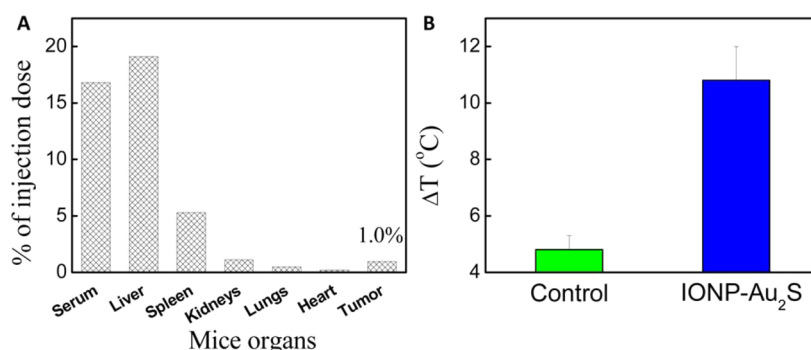 A
% of injection dose
20
15
10
5
0
1.0%
Serum
Liver
Spleen
Kidneys
Lungs
Heart
Tumor
Mice organs
B
ΔT (°C)
12
10
8
6
4
Control
IONP-Au₂S